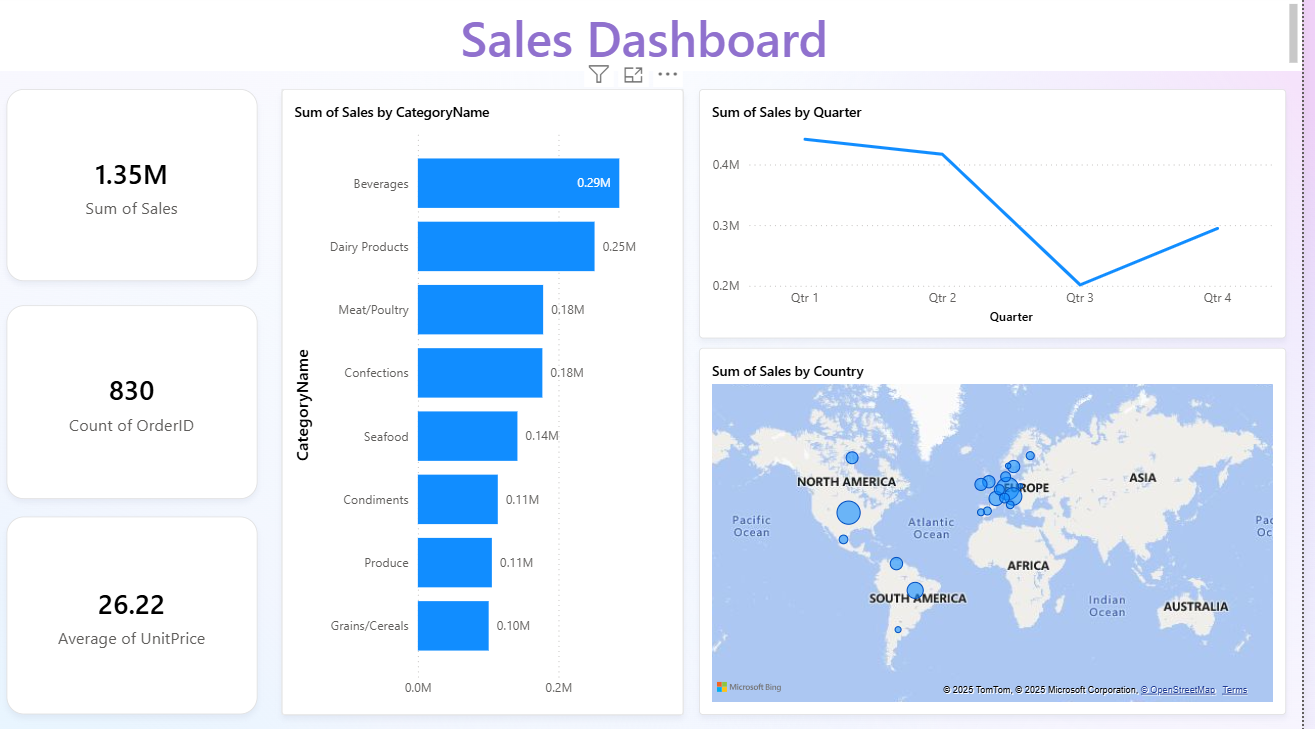 Sales Dashboard
1.35M
Sum of Sales
830
Count of OrderID
26.22
Average of UnitPrice
Sum of Sales by CategoryName
CategoryName
Beverages 0.29M
Dairy Products 0.25M
Meat/Poultry 0.18M
Confections 0.18M
Seafood 0.14M
Condiments 0.11M
Produce 0.11M
Grains/Cereals 0.10M
0.0M 0.2M
Sum of Sales by Quarter
0.4M
0.3M
0.2M
Qtr 1 Qtr 2 Qtr 3 Qtr 4
Quarter
Sum of Sales by Country
NORTH AMERICA
EUROPE
ASIA
Pacific
Ocean
Atlantic
Ocean
Pac
Oc
AFRICA
SOUTH AMERICA
Indian
Ocean
AUSTRALIA
Microsoft Bing
© 2025 TomTom, © 2025 Microsoft Corporation, © OpenStreetMap Terms